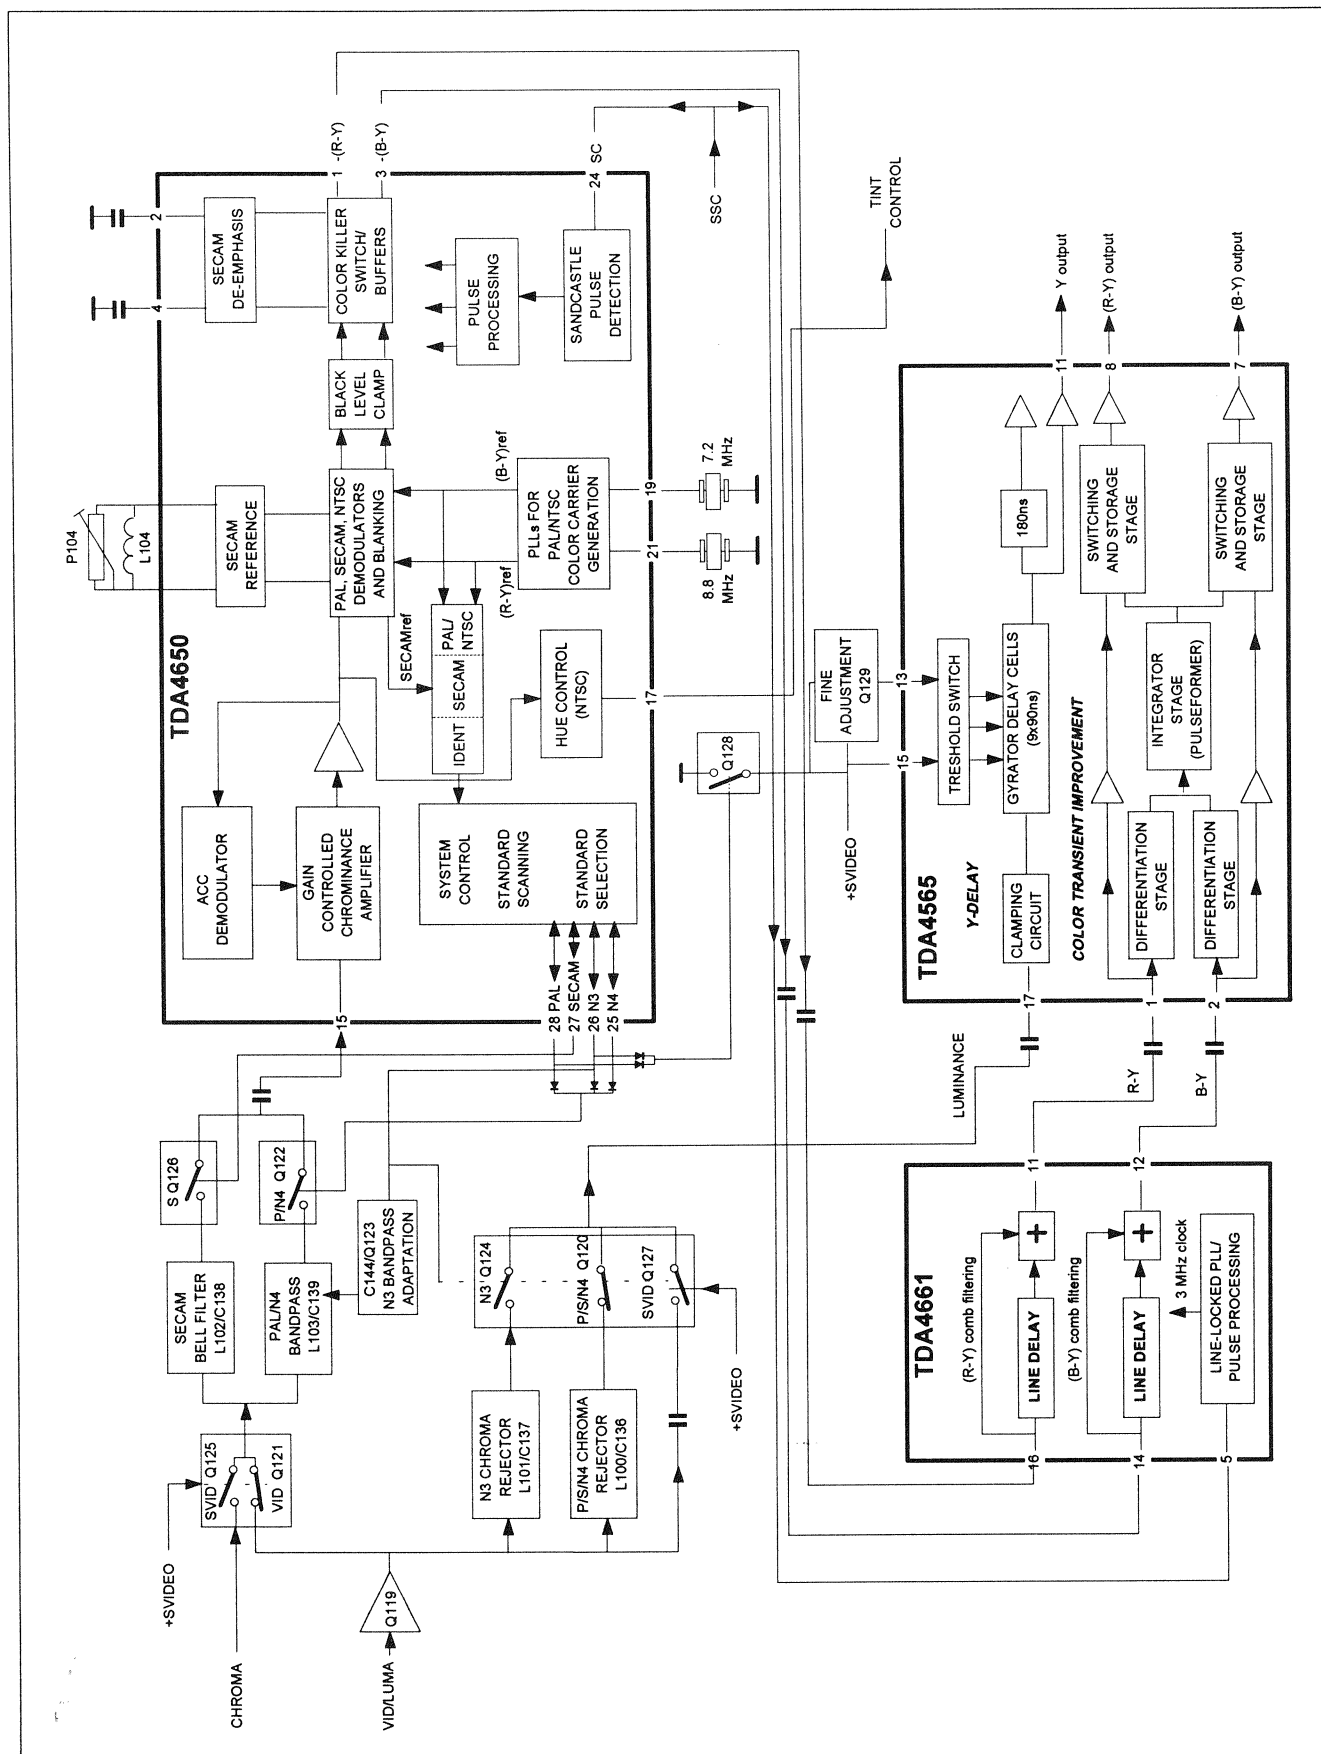 +SVIDEO
CHROMA
SVID Q125
VID Q121
VID/LUMA
Q119
SECAM
BELL FILTER
L102/C138
PAL/N4
BANDPASS
L103/C139
C144/Q123
N3 BANDPASS
ADAPTATION
S Q126
P/N4 Q122
N3 CHROMA
REJECTOR
L101/C137
P/S/N4 CHROMA
REJECTOR
L100/C136
N3 Q124
P/S/N4 Q120
SVID Q127
+SVIDEO
TDA4650
15
ACC
DEMODULATOR
GAIN
CONTROLLED
CHROMINANCE
AMPLIFIER
SYSTEM
CONTROL
STANDARD
SCANNING
STANDARD
SELECTION
28 PAL
27 SECAM
26 N3
25 N4
P104
L104
SECAM
REFERENCE
PAL, SECAM, NTSC
DEMODULATORS
AND BLANKING
SECAMref
IDENT
SECAM
PAL/
NTSC
(R-Y)ref
(B-Y)ref
HUE CONTROL
(NTSC)
17
PLLs FOR
PAL/NTSC
COLOR CARRIER
GENERATION
21
19
8.8
MHz
7.2
MHz
BLACK
LEVEL
CLAMP
4
2
SECAM
DE-EMPHASIS
COLOR KILLER
SWITCH/
BUFFERS
PULSE
PROCESSING
SANDCASTLE
PULSE
DETECTION
1 -(R-Y)
3 -(B-Y)
24 SC
SSC
TINT
CONTROL
Q128
+SVIDEO
FINE
ADJUSTMENT
Q129
LUMINANCE
R-Y
B-Y
TDA4661
(R-Y) comb filtering
LINE DELAY
+
(B-Y) comb filtering
LINE DELAY
+
3 MHz clock
LINE-LOCKED PLL/
PULSE PROCESSING
16
14
5
11
12
TDA4565
Y-DELAY
15
13
TRESHOLD SWITCH
GYRATOR DELAY CELLS
(9x90ns)
CLAMPING
CIRCUIT
180ns
17
1
2
COLOR TRANSIENT IMPROVEMENT
DIFFERENTIATION
STAGE
DIFFERENTIATION
STAGE
INTEGRATOR
STAGE
(PULSEFORMER)
SWITCHING
AND STORAGE
STAGE
SWITCHING
AND STORAGE
STAGE
11
Y output
8
(R-Y) output
7
(B-Y) output